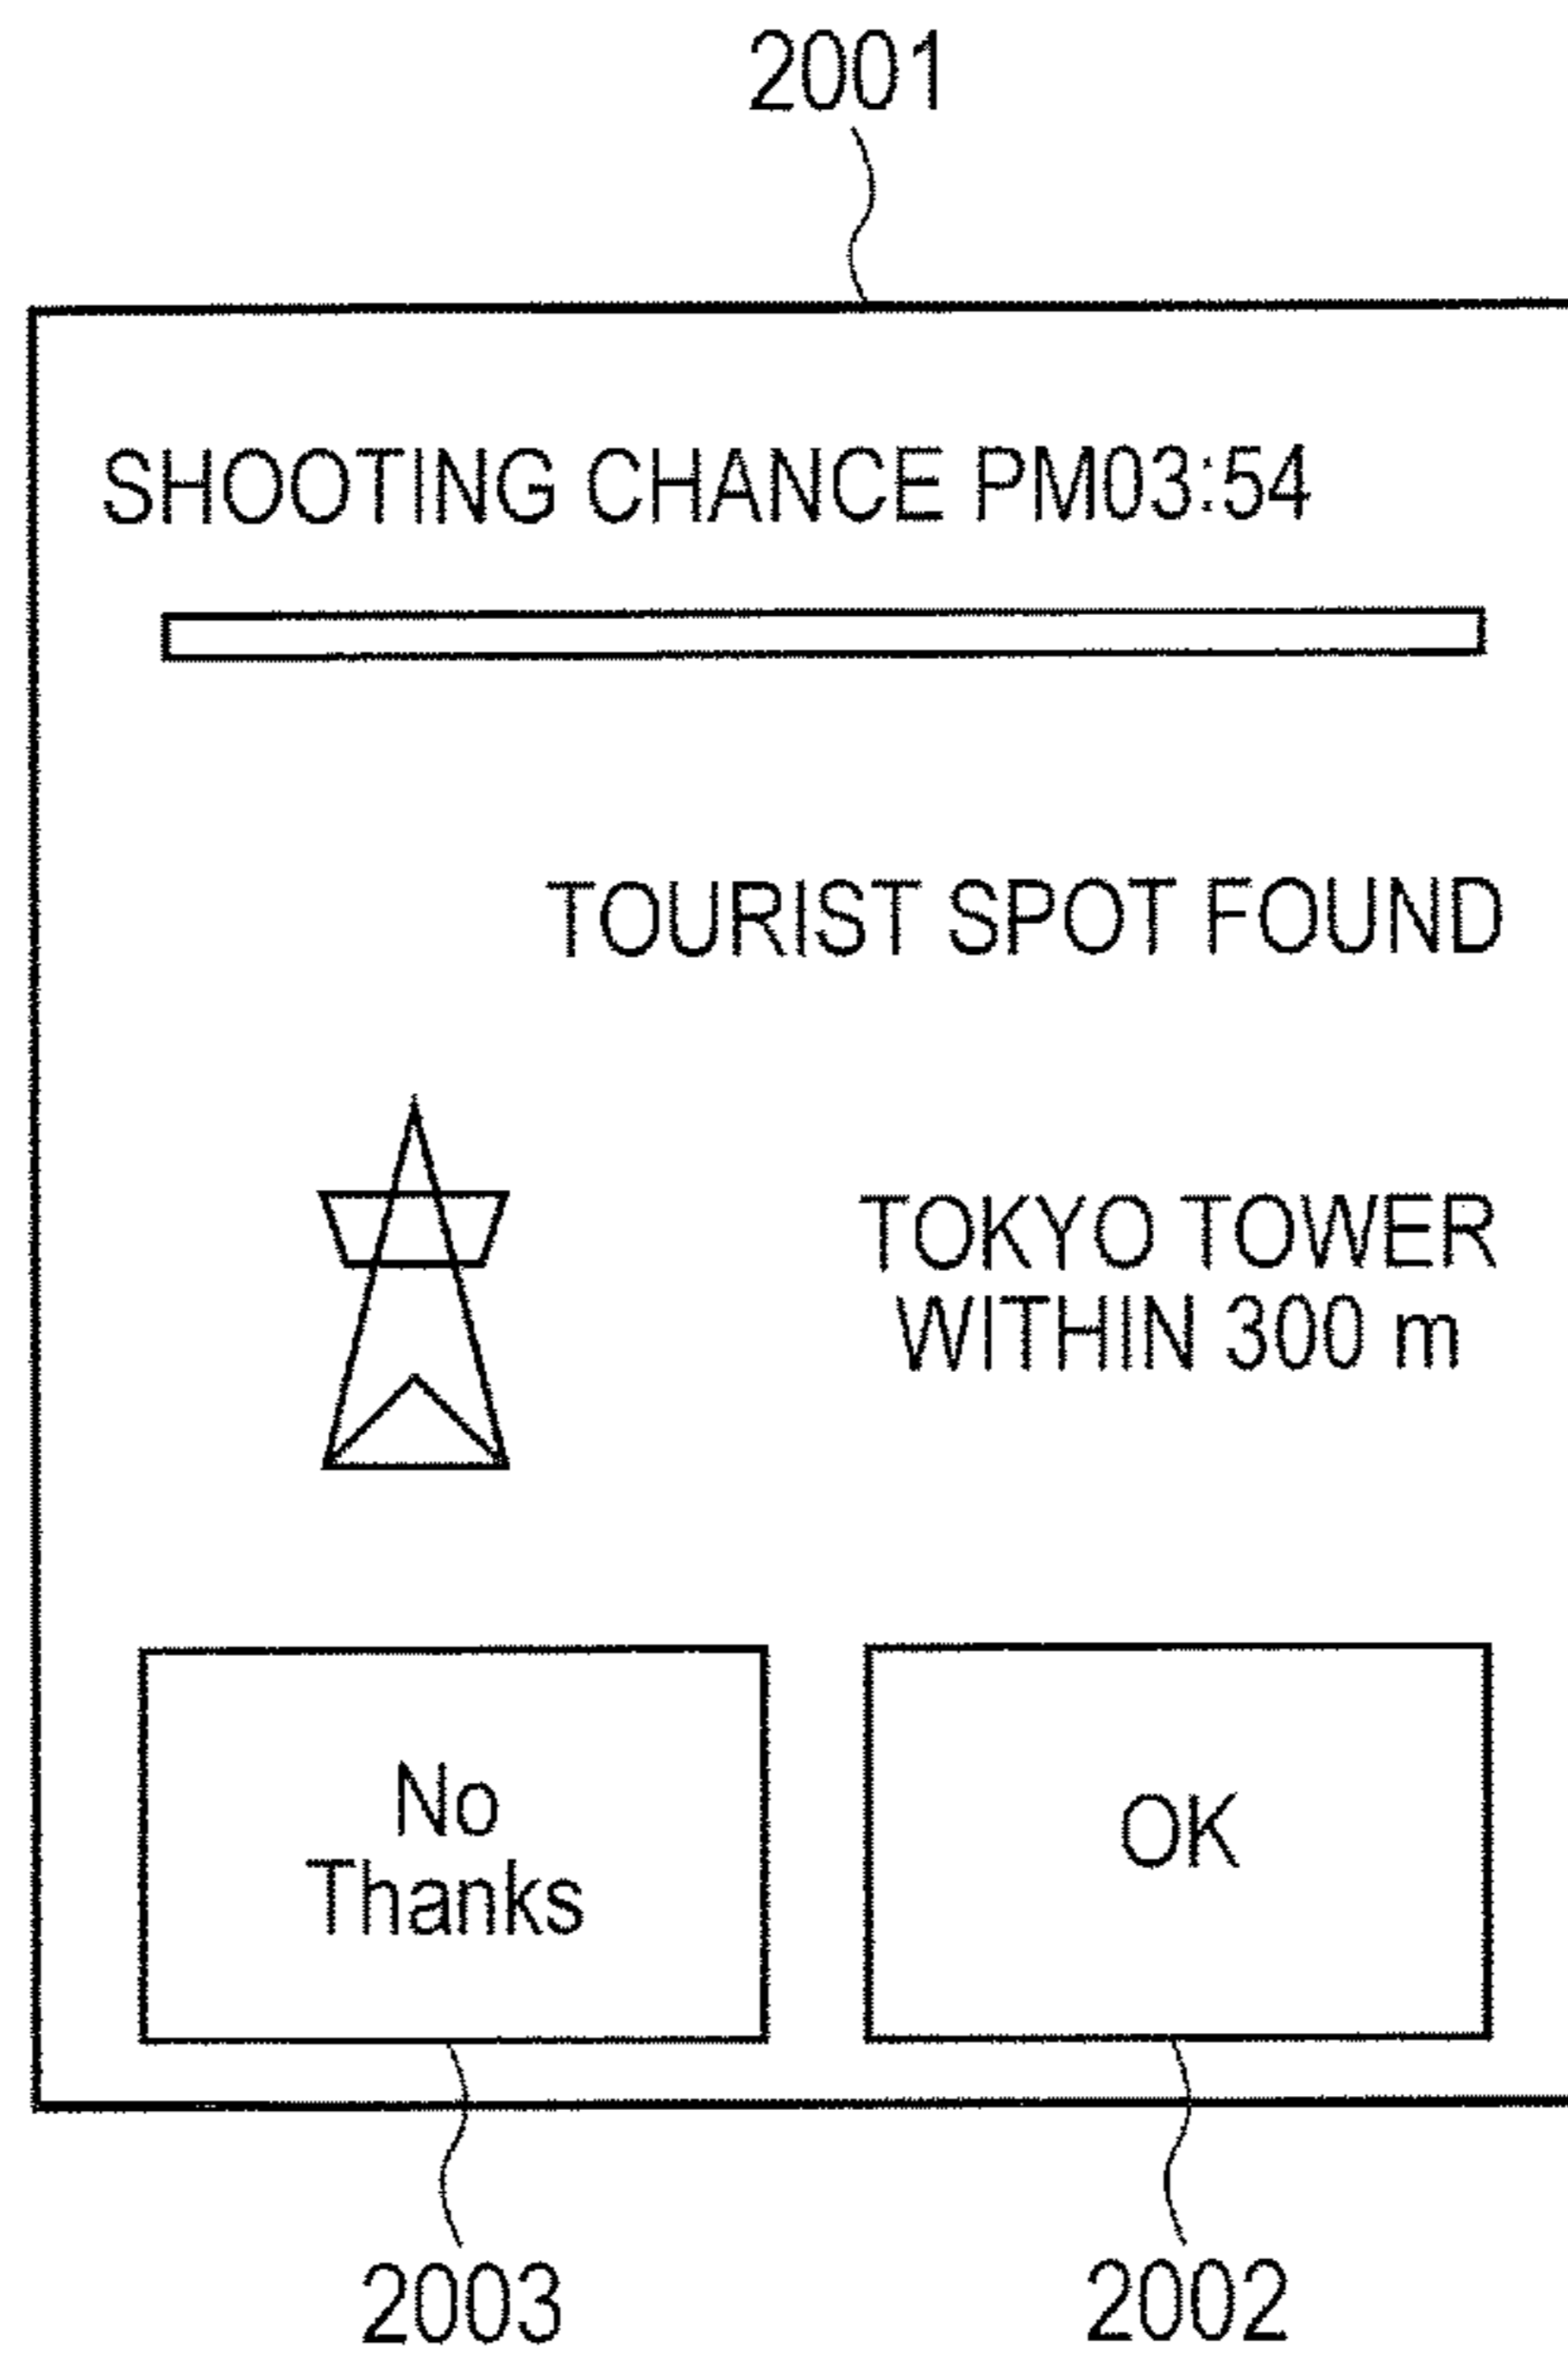 2001
SHOOTING CHANCE PM03:54
TOURIST SPOT FOUND
TOKYO TOWER
WITHIN 300 m
No
Thanks
OK
2003
2002